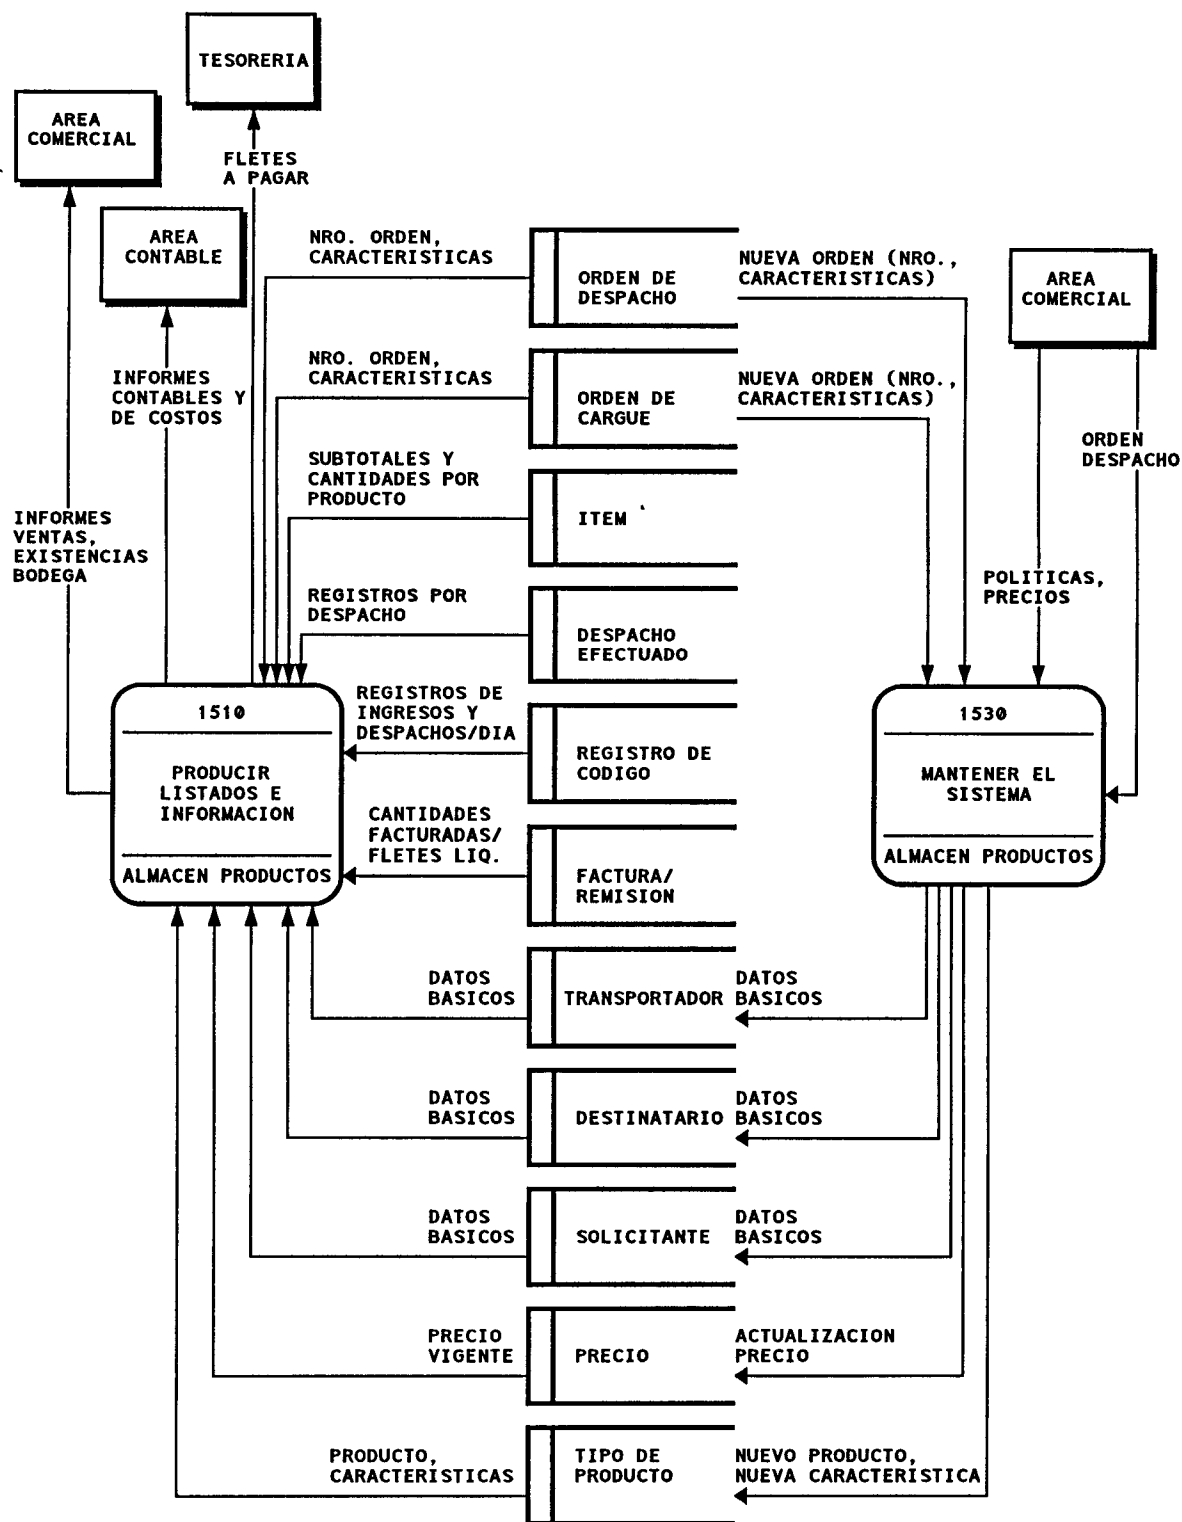 TESORERIA
AREA
COMERCIAL
FLETES
A PAGAR
AREA
CONTABLE
NRO. ORDEN,
CARACTERISTICAS
ORDEN DE
DESPACHO
NUEVA ORDEN (NRO.,
CARACTERISTICAS)
AREA
COMERCIAL
INFORMES
CONTABLES Y
DE COSTOS
NRO. ORDEN,
CARACTERISTICAS
ORDEN DE
CARGUE
NUEVA ORDEN (NRO.,
CARACTERISTICAS)
ORDEN
DESPACHO
SUBTOTALES Y
CANTIDADES POR
PRODUCTO
ITEM
INFORMES
VENTAS,
EXISTENCIAS
BODEGA
POLITICAS,
PRECIOS
REGISTROS POR
DESPACHO
DESPACHO
EFECTUADO
1510
PRODUCIR
LISTADOS E
INFORMACION
ALMACEN PRODUCTOS
REGISTROS DE
INGRESOS Y
DESPACHOS/DIA
REGISTRO DE
CODIGO
1530
MANTENER EL
SISTEMA
ALMACEN PRODUCTOS
CANTIDADES
FACTURADAS/
FLETES LIQ.
FACTURA/
REMISION
DATOS
BASICOS
TRANSPORTADOR
DATOS
BASICOS
DATOS
BASICOS
DESTINATARIO
DATOS
BASICOS
DATOS
BASICOS
SOLICITANTE
DATOS
BASICOS
PRECIO
VIGENTE
PRECIO
ACTUALIZACION
PRECIO
PRODUCTO,
CARACTERISTICAS
TIPO DE
PRODUCTO
NUEVO PRODUCTO,
NUEVA CARACTERISTICA